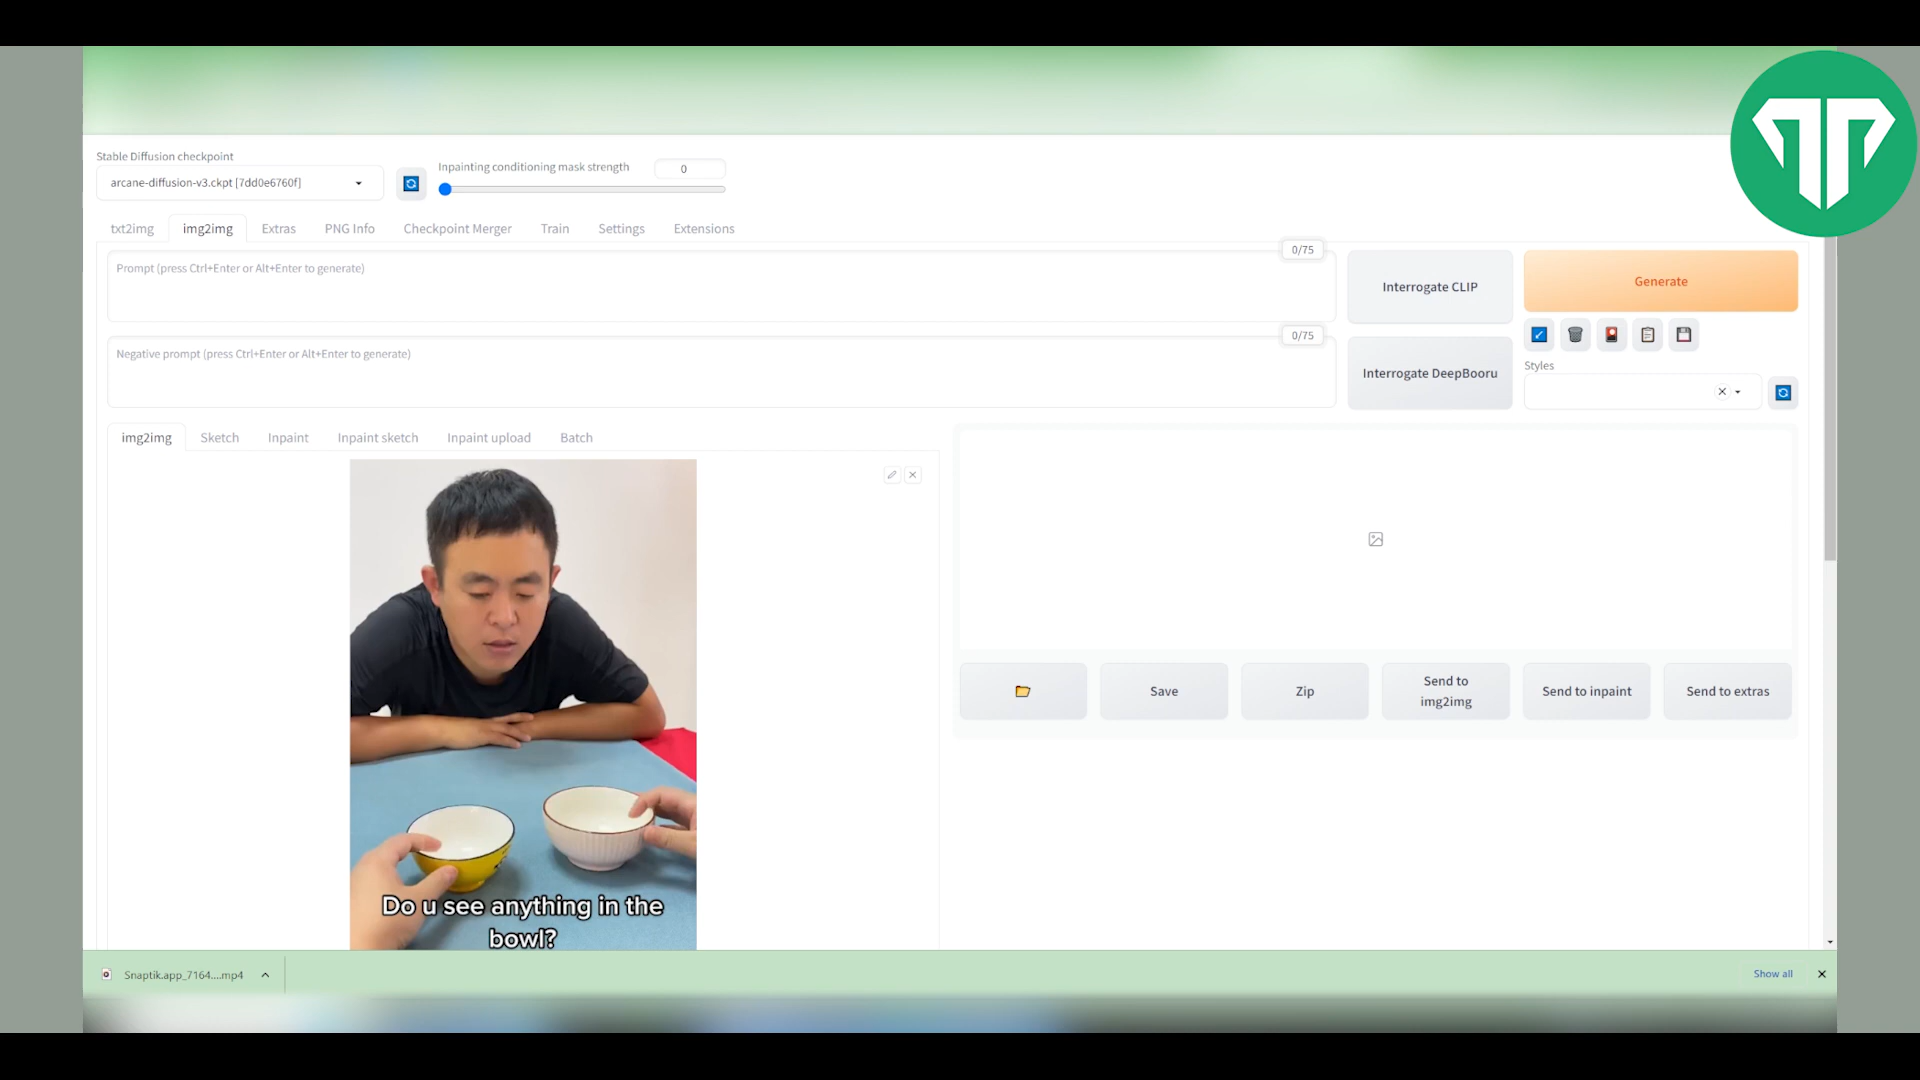 Stable Diffusion checkpoint
arcane-diffusion-v3.ckpt [7dd0e6760f]
Inpainting conditioning mask strength
0
txt2img
img2img
Extras
PNG Info
Checkpoint Merger
Train
Settings
Extensions
0/75
Prompt (press Ctrl+Enter or Alt+Enter to generate)
Interrogate CLIP
Generate
0/75
Negative prompt (press Ctrl+Enter or Alt+Enter to generate)
Interrogate DeepBooru
Styles
img2img
Sketch
Inpaint
Inpaint sketch
Inpaint upload
Batch
Do u see anything in the
bowl?
Save
Zip
Send to
img2img
Send to inpaint
Send to extras
Snaptik.app_7164....mp4
Show all